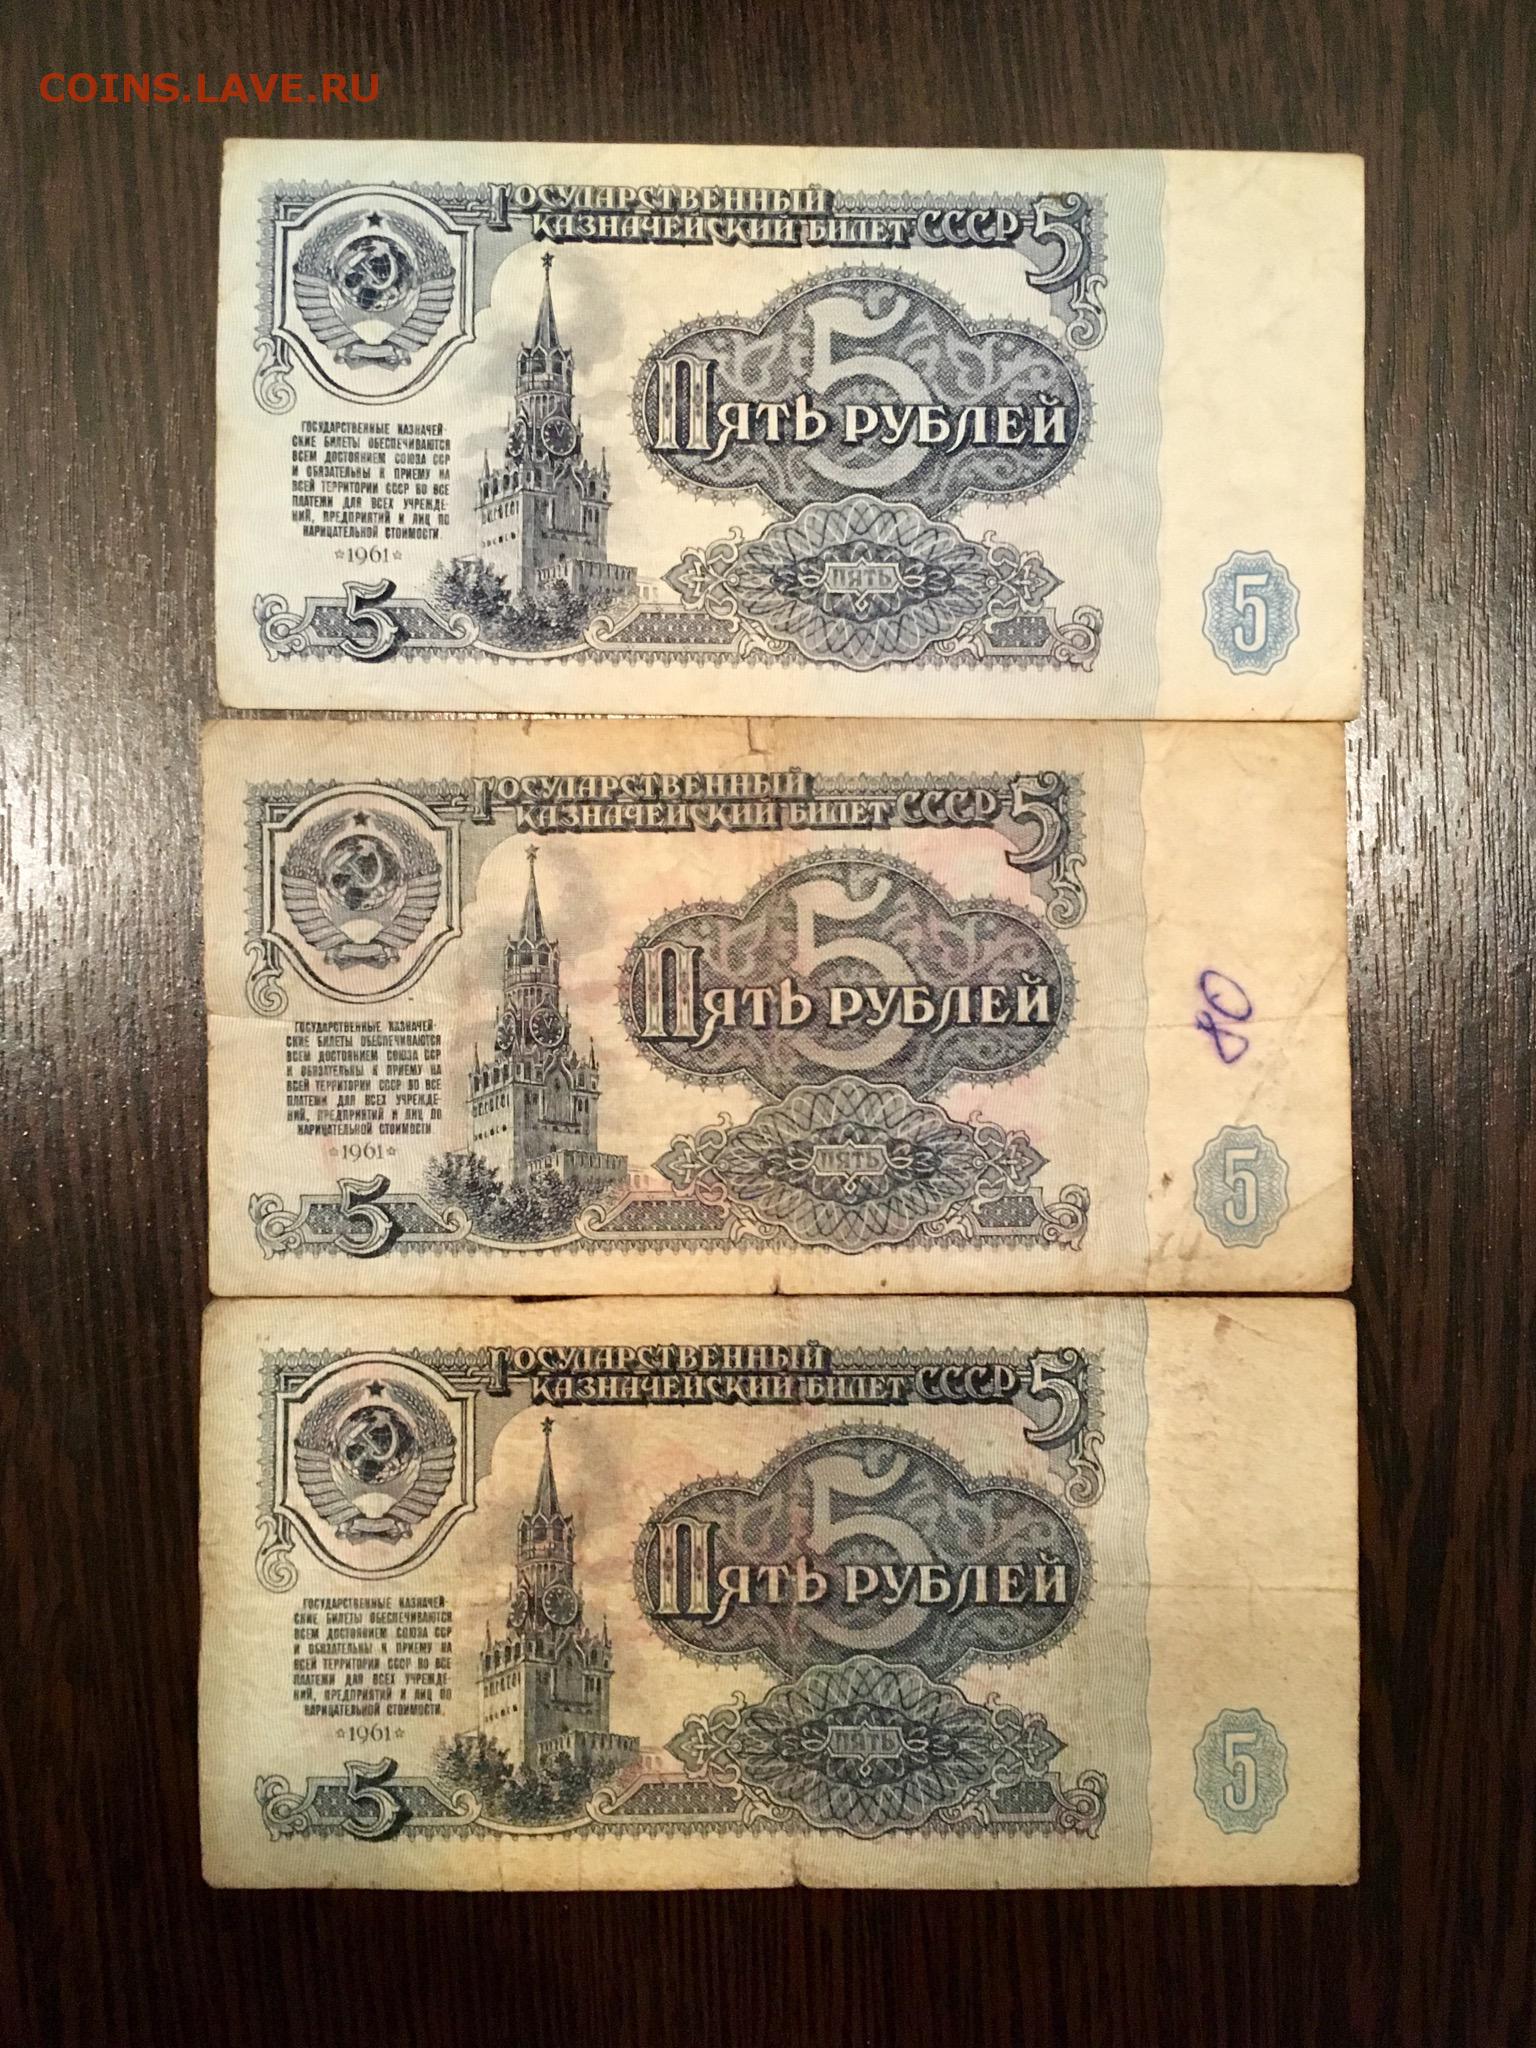 COINS.LAVE.RU
ГОСУДАРСТВЕННЫЙ
КАЗНАЧЕЙСКИЙ БИЛЕТ СССР 5
5
ПЯТЬ РУБЛЕЙ
ГОСУДАРСТВЕННЫЕ КАЗНАЧЕЙ-
СКИЕ БИЛЕТЫ ОБЕСПЕЧИВАЮТСЯ
ВСЕМ ДОСТОЯНИЕМ СОЮЗА ССР
И ОБЯЗАТЕЛЬНЫ К ПРИЕМУ НА
ВСЕЙ ТЕРРИТОРИИ СССР ВО ВСЕ
ПЛАТЕЖИ ДЛЯ ВСЕХ УЧРЕЖДЕ-
НИЙ, ПРЕДПРИЯТИЙ И ЛИЦ ПО
НАРИЦАТЕЛЬНОЙ СТОИМОСТИ.
☆1961☆
ПЯТЬ
5
5
ГОСУДАРСТВЕННЫЙ
КАЗНАЧЕЙСКИЙ БИЛЕТ СССР 5
5
ПЯТЬ РУБЛЕЙ
80
ГОСУДАРСТВЕННЫЕ КАЗНАЧЕЙ-
СКИЕ БИЛЕТЫ ОБЕСПЕЧИВАЮТСЯ
ВСЕМ ДОСТОЯНИЕМ СОЮЗА ССР
И ОБЯЗАТЕЛЬНЫ К ПРИЕМУ НА
ВСЕЙ ТЕРРИТОРИИ СССР ВО ВСЕ
ПЛАТЕЖИ ДЛЯ ВСЕХ УЧРЕЖДЕ-
НИЙ, ПРЕДПРИЯТИЙ И ЛИЦ ПО
НАРИЦАТЕЛЬНОЙ СТОИМОСТИ
☆1961☆
ПЯТЬ
5
5
ГОСУДАРСТВЕННЫЙ
КАЗНАЧЕЙСКИЙ БИЛЕТ СССР 5
5
ПЯТЬ РУБЛЕЙ
ГОСУДАРСТВЕННЫЕ КАЗНАЧЕЙ-
СКИЕ БИЛЕТЫ ОБЕСПЕЧИВАЮТСЯ
ВСЕМ ДОСТОЯНИЕМ СОЮЗА ССР
И ОБЯЗАТЕЛЬНЫ К ПРИЕМУ НА
ВСЕЙ ТЕРРИТОРИИ СССР ВО ВСЕ
ПЛАТЕЖИ ДЛЯ ВСЕХ УЧРЕЖДЕ-
НИЙ, ПРЕДПРИЯТИЙ И ЛИЦ ПО
НАРИЦАТЕЛЬНОЙ СТОИМОСТИ.
☆1961☆
ПЯТЬ
5
5